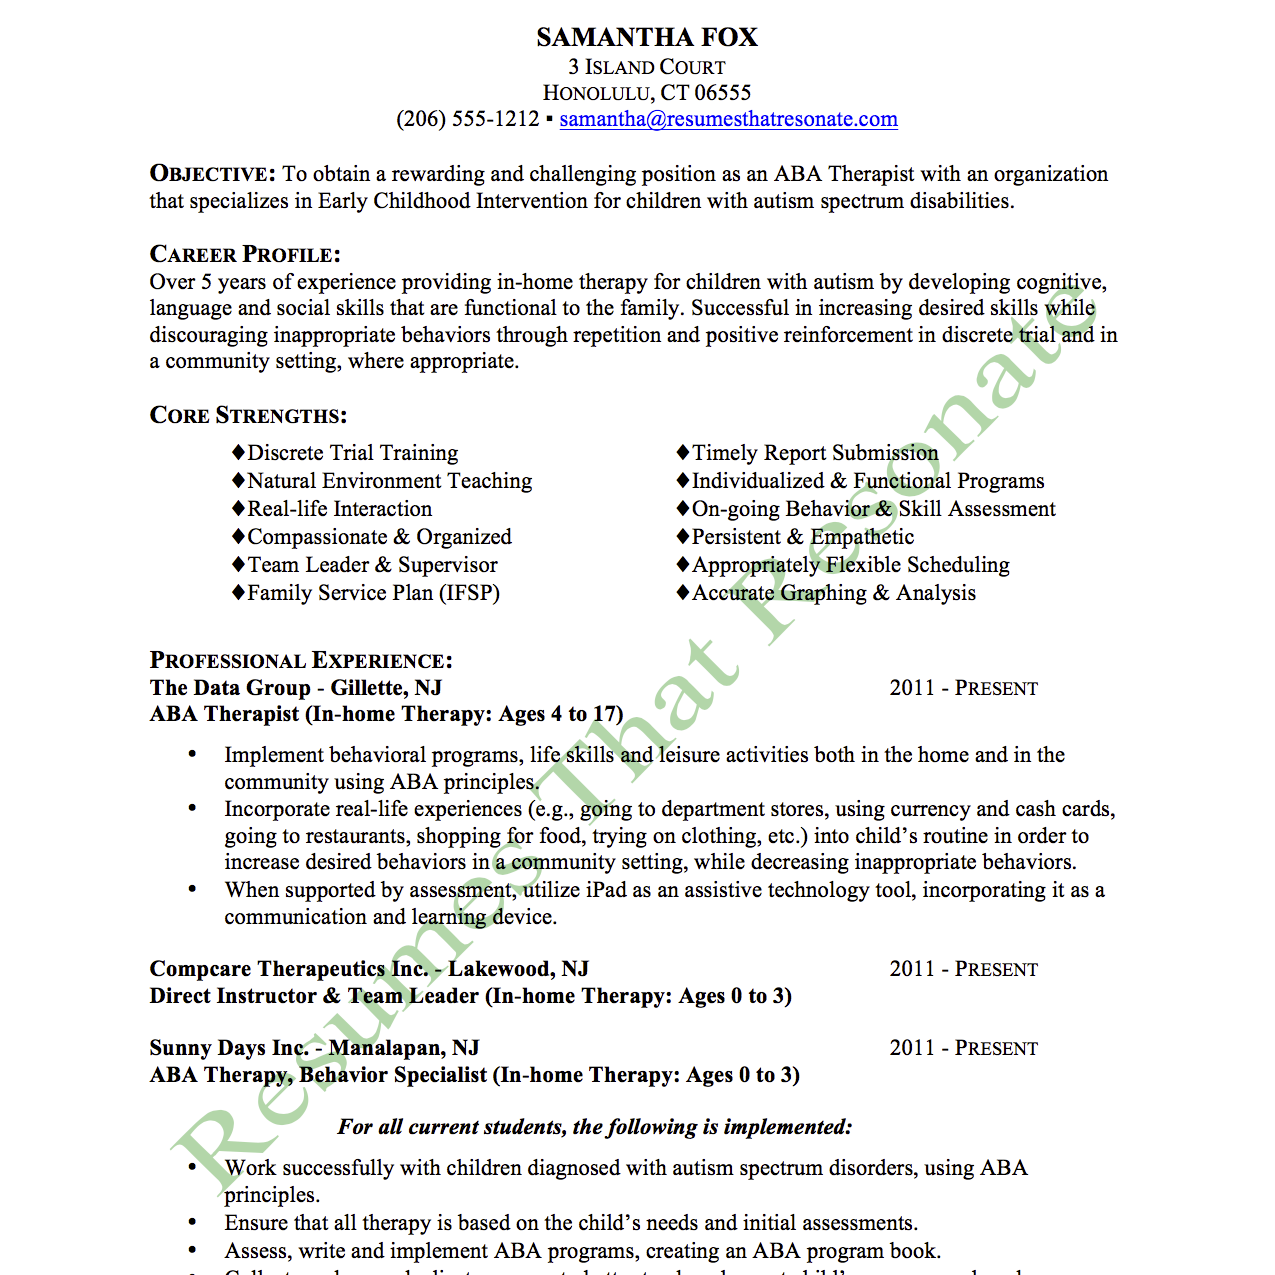 SAMANTHA FOX
3 ISLAND COURT
HONOLULU, CT 06555
(206) 555-1212 ▪ samantha@resumesthatresonate.com
OBJECTIVE: To obtain a rewarding and challenging position as an ABA Therapist with an organization
that specializes in Early Childhood Intervention for children with autism spectrum disabilities.
CAREER PROFILE:
Over 5 years of experience providing in-home therapy for children with autism by developing cognitive,
language and social skills that are functional to the family. Successful in increasing desired skills while
discouraging inappropriate behaviors through repetition and positive reinforcement in discrete trial and in
a community setting, where appropriate.
CORE STRENGTHS:
♦Discrete Trial Training
♦Natural Environment Teaching
♦Real-life Interaction
♦Compassionate & Organized
♦Team Leader & Supervisor
♦Family Service Plan (IFSP)
♦Timely Report Submission
♦Individualized & Functional Programs
♦On-going Behavior & Skill Assessment
♦Persistent & Empathetic
♦Appropriately Flexible Scheduling
♦Accurate Graphing & Analysis
PROFESSIONAL EXPERIENCE:
The Data Group - Gillette, NJ 2011 - PRESENT
ABA Therapist (In-home Therapy: Ages 4 to 17)
• Implement behavioral programs, life skills and leisure activities both in the home and in the
community using ABA principles.
• Incorporate real-life experiences (e.g., going to department stores, using currency and cash cards,
going to restaurants, shopping for food, trying on clothing, etc.) into child’s routine in order to
increase desired behaviors in a community setting, while decreasing inappropriate behaviors.
• When supported by assessment, utilize iPad as an assistive technology tool, incorporating it as a
communication and learning device.
Compcare Therapeutics Inc. - Lakewood, NJ 2011 - PRESENT
Direct Instructor & Team Leader (In-home Therapy: Ages 0 to 3)
Sunny Days Inc. - Manalapan, NJ 2011 - PRESENT
ABA Therapy, Behavior Specialist (In-home Therapy: Ages 0 to 3)
For all current students, the following is implemented:
• Work successfully with children diagnosed with autism spectrum disorders, using ABA
principles.
• Ensure that all therapy is based on the child’s needs and initial assessments.
• Assess, write and implement ABA programs, creating an ABA program book.
Resumes That Resonate